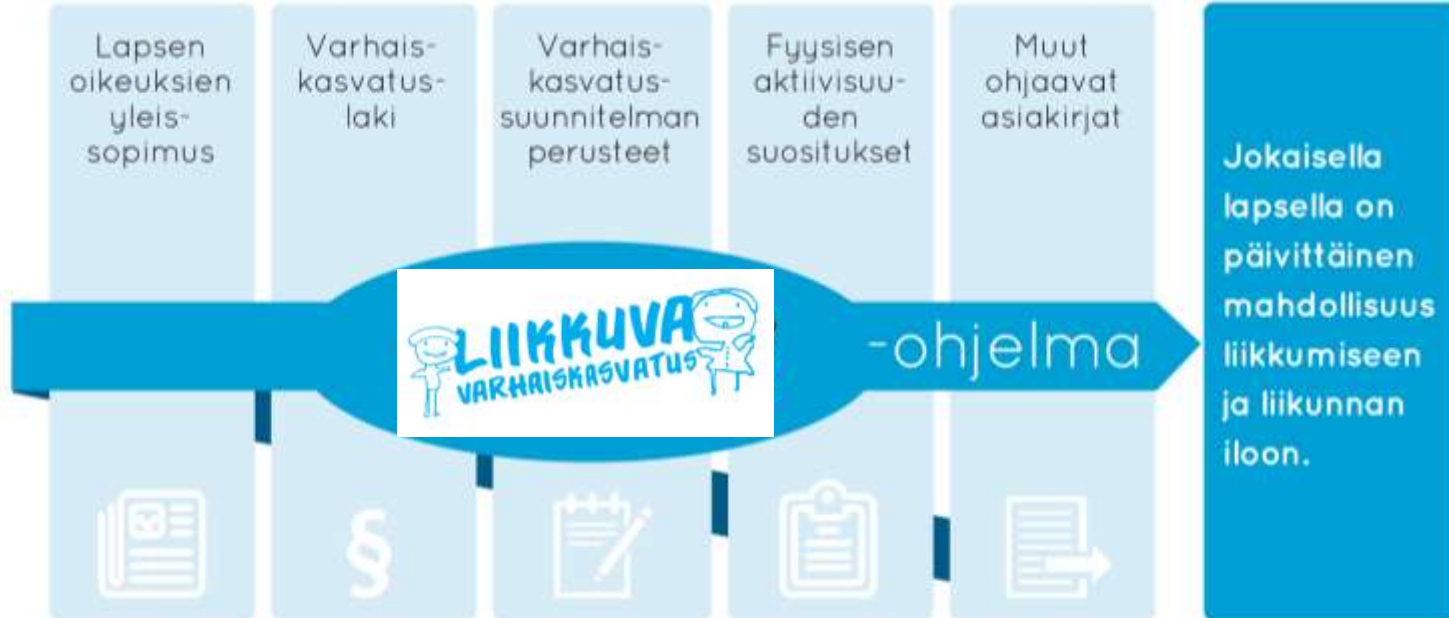 Lapsen
oikeuksien
yleis-
sopimus
Varhais-
kasvatus-
laki
Varhais-
kasvatus-
suunnitelman
perusteet
Fyysisen
aktiivisuu-
den
suositukset
Muut
ohjaavat
asiakirjat
LIIKKUVA
VARHAISKASVATUS
-ohjelma
§
Jokaisella
lapsella on
päivittäinen
mahdollisuus
liikkumiseen
ja liikunnan
iloon.